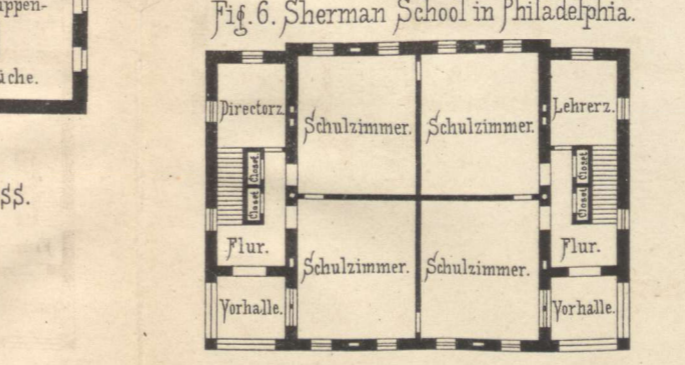 ippen-
üche.
ss.
Fig. 6. Sherman School in Philadelphia.
Directorz.
Schulzimmer.
Schulzimmer.
Lehrerz.
Closet
Closet
Closet
Closet
Flur.
Schulzimmer.
Schulzimmer.
Flur.
Vorhalle.
Vorhalle.